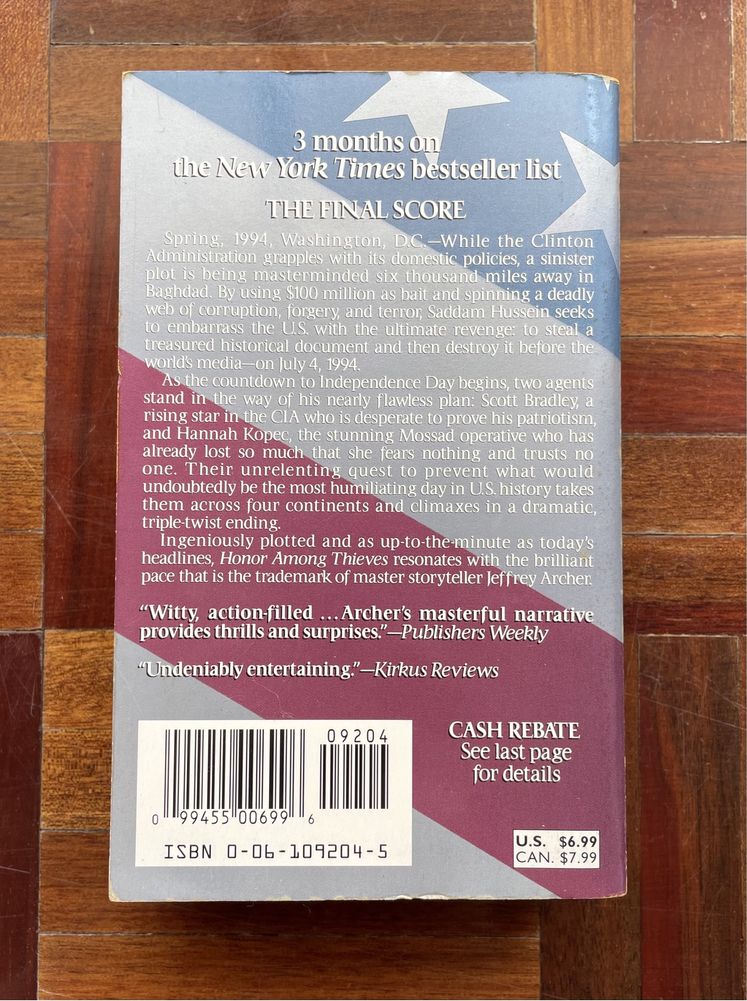 3 months on
the New York Times bestseller list
THE FINAL SCORE
Spring, 1994, Washington, D.C.—While the Clinton
Administration grapples with its domestic policies, a sinister
plot is being masterminded six thousand miles away in
Baghdad. By using $100 million as bait and spinning a deadly
web of corruption, forgery, and terror, Saddam Hussein seeks
to embarrass the U.S. with the ultimate revenge: to steal a
treasured historical document and then destroy it before the
world's media—on July 4, 1994.
As the countdown to Independence Day begins, two agents
stand in the way of his nearly flawless plan: Scott Bradley, a
rising star in the CIA who is desperate to prove his patriotism,
and Hannah Kopec, the stunning Mossad operative who has
already lost so much that she fears nothing and trusts no
one. Their unrelenting quest to prevent what would
undoubtedly be the most humiliating day in U.S. history takes
them across four continents and climaxes in a dramatic,
triple-twist ending.
Ingeniously plotted and as up-to-the-minute as today's
headlines, Honor Among Thieves resonates with the brilliant
pace that is the trademark of master storyteller Jeffrey Archer.
"Witty, action-filled ... Archer's masterful narrative
provides thrills and surprises."—Publishers Weekly
"Undeniably entertaining."—Kirkus Reviews
09204
0 99455 00699 6
ISBN 0-06-109204-5
CASH REBATE
See last page
for details
U.S. $6.99
CAN. $7.99